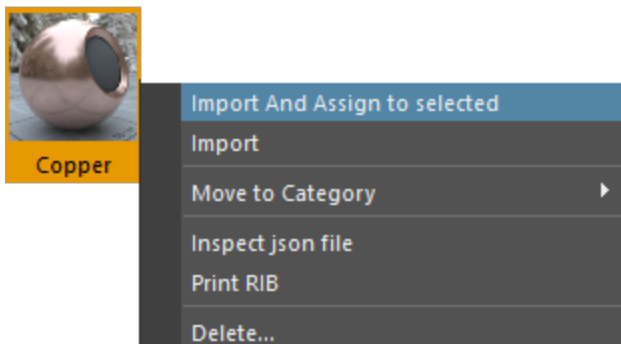 Copper
Import And Assign to selected
Import
Move to Category
Inspect json file
Print RIB
Delete...